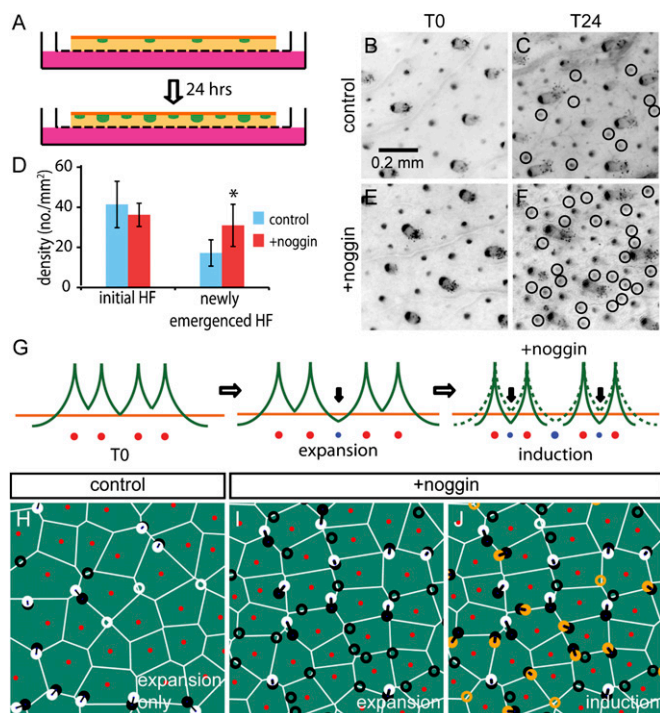 A
24 hrs
T0
T24
B
C
control
0.2 mm
E
F
+noggin
D
60
40
20
0
density (no./mm²)
*
control
+noggin
initial HF
newly
emergenced HF
G
+noggin
T0
expansion
induction
control
+noggin
H
expansion
only
I
expansion
J
induction